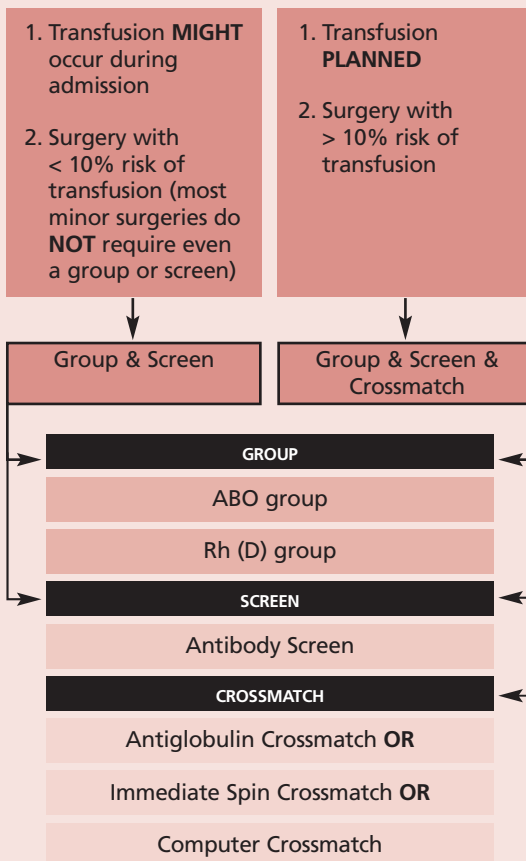 1. Transfusion MIGHT
occur during
admission
2. Surgery with
< 10% risk of
transfusion (most
minor surgeries do
NOT require even
a group or screen)
1. Transfusion
PLANNED
2. Surgery with
> 10% risk of
transfusion
Group & Screen
Group & Screen &
Crossmatch
GROUP
ABO group
Rh (D) group
SCREEN
Antibody Screen
CROSSMATCH
Antiglobulin Crossmatch OR
Immediate Spin Crossmatch OR
Computer Crossmatch